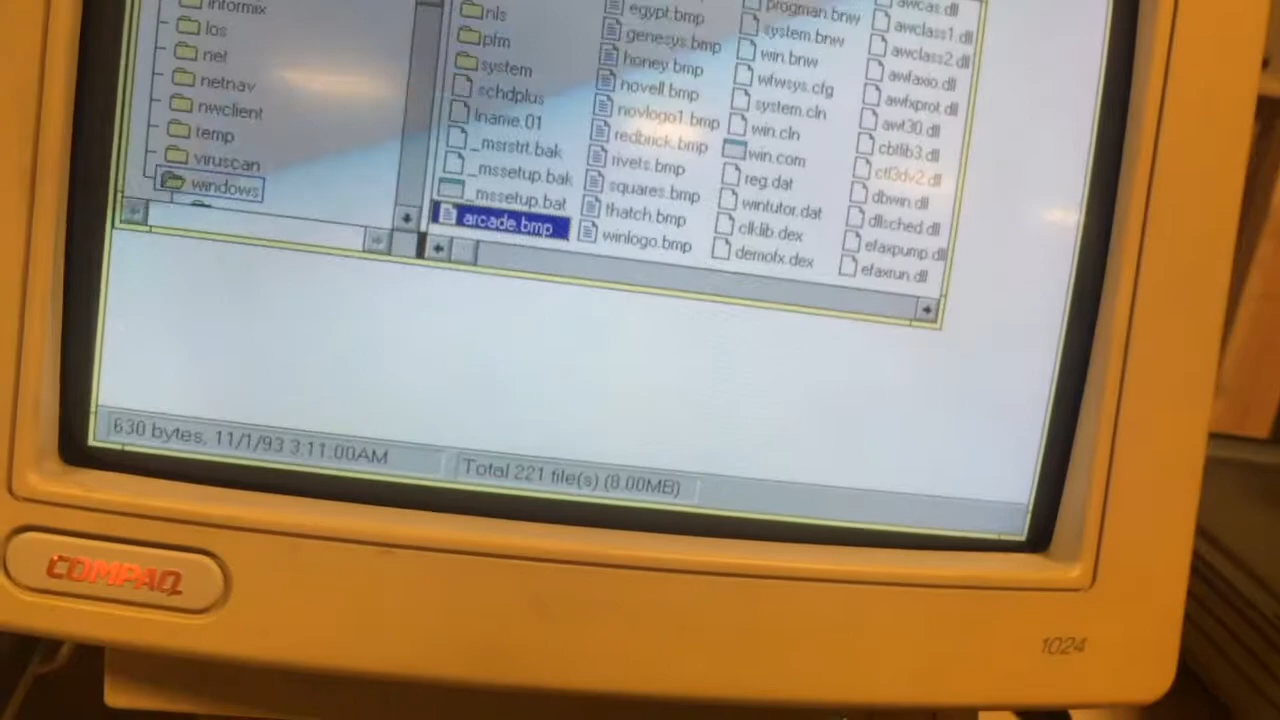 informix
los
net
netnav
nwclient
temp
viruscan
windows
nls
pfm
system
schdplus
lname.01
_msrstrt.bak
_mssetup.bak
_mssetup.bat
arcade.bmp
egypt.bmp
genesys.bmp
honey.bmp
novell.bmp
novlogo1.bmp
redbrick.bmp
rivets.bmp
squares.bmp
thatch.bmp
winlogo.bmp
progman.bnw
system.bnw
win.bnw
wfwsys.cfg
system.cln
win.cln
win.com
reg.dat
wintutor.dat
clklib.dex
demofx.dex
awcas.dll
awclass1.dll
awclass2.dll
awfaxio.dll
awfxprot.dll
awt30.dll
cbtlib3.dll
ctl3dv2.dll
dbwin.dll
dllsched.dll
efaxpump.dll
efaxrun.dll
630 bytes, 11/1/93 3:11:00AM
Total 221 file(s) (8.00MB)
COMPAQ
1024